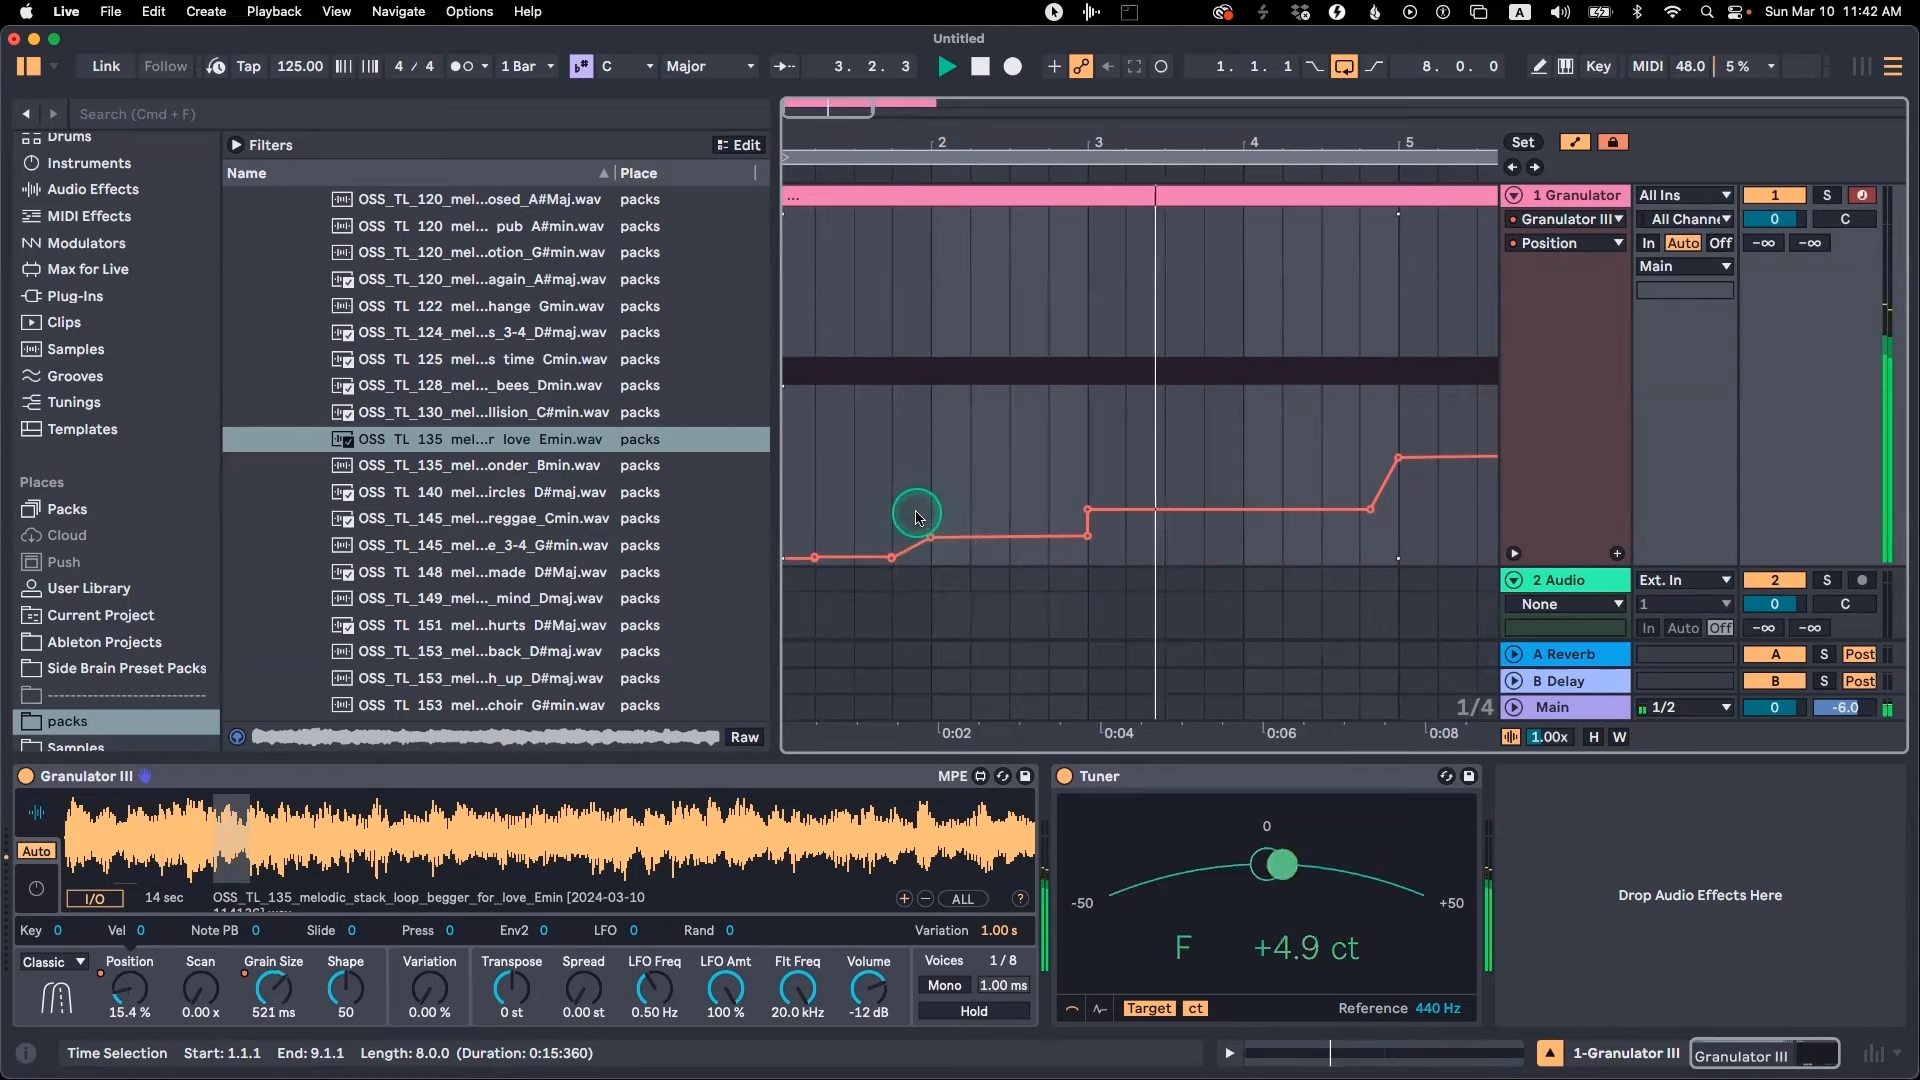 Live File Edit Create Playback View Navigate Options Help
A
Sun Mar 10 11:42 AM
Untitled
Link Follow Tap 125.00 4 / 4 1 Bar C Major 3. 2. 3 1. 1. 1 8. 0. 0 Key MIDI 48.0 5 %
Search (Cmd + F)
Drums
Instruments
Audio Effects
MIDI Effects
Modulators
Max for Live
Plug-Ins
Clips
Samples
Grooves
Tunings
Templates
Places
Packs
Cloud
Push
User Library
Current Project
Ableton Projects
Side Brain Preset Packs
-----------------------
packs
Samples
Filters Edit
Name Place
OSS_TL_120_mel...osed_A#Maj.wav packs
OSS_TL_120_mel..._pub_A#min.wav packs
OSS_TL_120_mel...otion_G#min.wav packs
OSS_TL_120_mel...again_A#maj.wav packs
OSS_TL_122_mel...hange_Gmin.wav packs
OSS_TL_124_mel...s_3-4_D#maj.wav packs
OSS_TL_125_mel...s_time_Cmin.wav packs
OSS_TL_128_mel..._bees_Dmin.wav packs
OSS_TL_130_mel...llision_C#min.wav packs
OSS_TL_135_mel...r_love_Emin.wav packs
OSS_TL_135_mel...onder_Bmin.wav packs
OSS_TL_140_mel...ircles_D#maj.wav packs
OSS_TL_145_mel...reggae_Cmin.wav packs
OSS_TL_145_mel...e_3-4_G#min.wav packs
OSS_TL_148_mel...made_D#Maj.wav packs
OSS_TL_149_mel..._mind_Dmaj.wav packs
OSS_TL_151_mel...hurts_D#Maj.wav packs
OSS_TL_153_mel...back_D#maj.wav packs
OSS_TL_153_mel...h_up_D#maj.wav packs
OSS_TL_153_mel...choir_G#min.wav packs
Raw
2 3 4 5
...
1/4
0:02 0:04 0:06 0:08
Set
1 Granulator All Ins 1 S
Granulator III All Channe 0 C
Position In Auto Off -∞ -∞
Main
2 Audio Ext. In 2 S
None 1 0 C
In Auto Off -∞ -∞
A Reverb A S Post
B Delay B S Post
Main 1/2 0 -6.0
1.00x H W
Granulator III MPE
Auto
I/O 14 sec OSS_TL_135_melodic_stack_loop_begger_for_love_Emin [2024-03-10 ALL ?
Key 0 Vel 0 Note PB 0 Slide 0 Press 0 Env2 0 LFO 0 Rand 0 Variation 1.00 s
Classic Position Scan Grain Size Shape Variation Transpose Spread LFO Freq LFO Amt Flt Freq Volume Voices 1 / 8
Mono 1.00 ms
15.4 % 0.00 x 521 ms 50 0.00 % 0 st 0.00 st 0.50 Hz 100 % 20.0 kHz -12 dB Hold
Tuner
0
-50 +50
F +4.9 ct
Target ct Reference 440 Hz
Drop Audio Effects Here
Time Selection Start: 1.1.1 End: 9.1.1 Length: 8.0.0 (Duration: 0:15:360)
1-Granulator III Granulator III